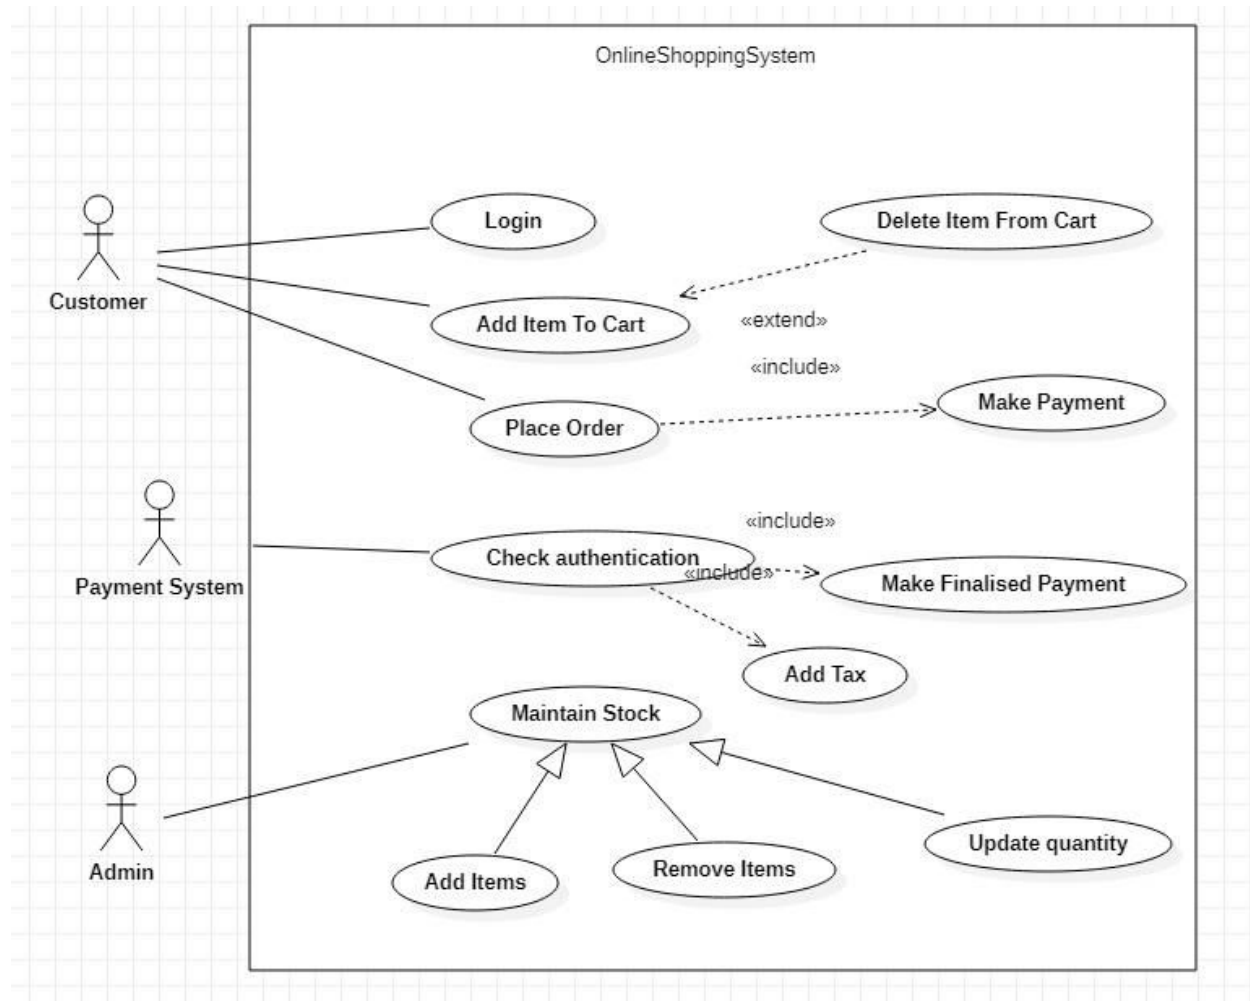 OnlineShoppingSystem
Login
Delete Item From Cart
Customer
Add Item To Cart
«extend»
«include»
Make Payment
Place Order
«include»
Check authentication
«include»
Make Finalised Payment
Payment System
Add Tax
Maintain Stock
Update quantity
Admin
Remove Items
Add Items